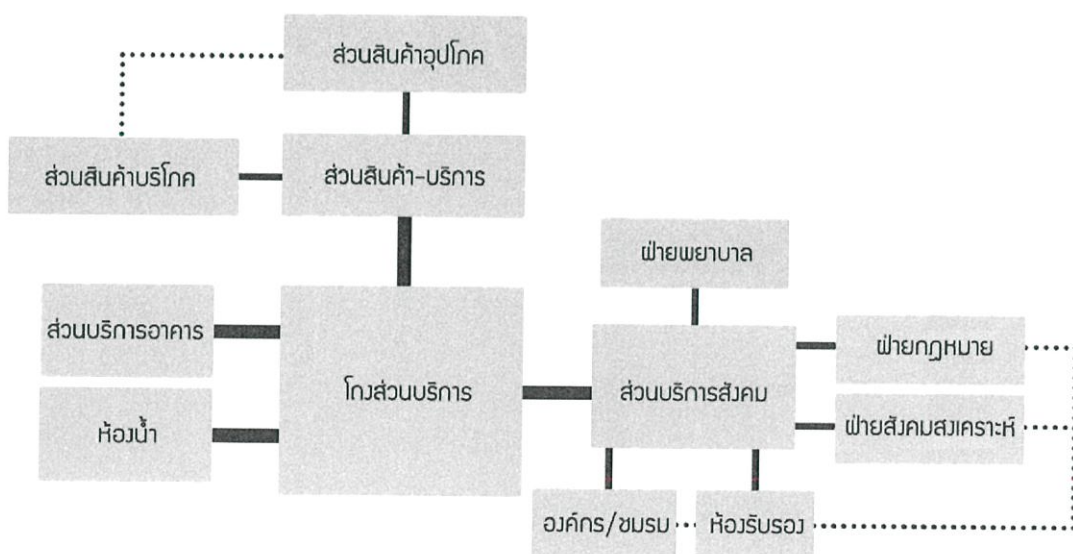 ส่วนสินค้าอุปโภค
ส่วนสินค้าบริโภค
ส่วนสินค้า-บริการ
ฝ่ายพยาบาล
ส่วนบริการอาคาร
ห้องน้ำ
โถงส่วนบริการ
ส่วนบริการสังคม
ฝ่ายกฎหมาย
ฝ่ายสังคมสงเคราะห์
องค์กร/ชมรม
ห้องรับรอง